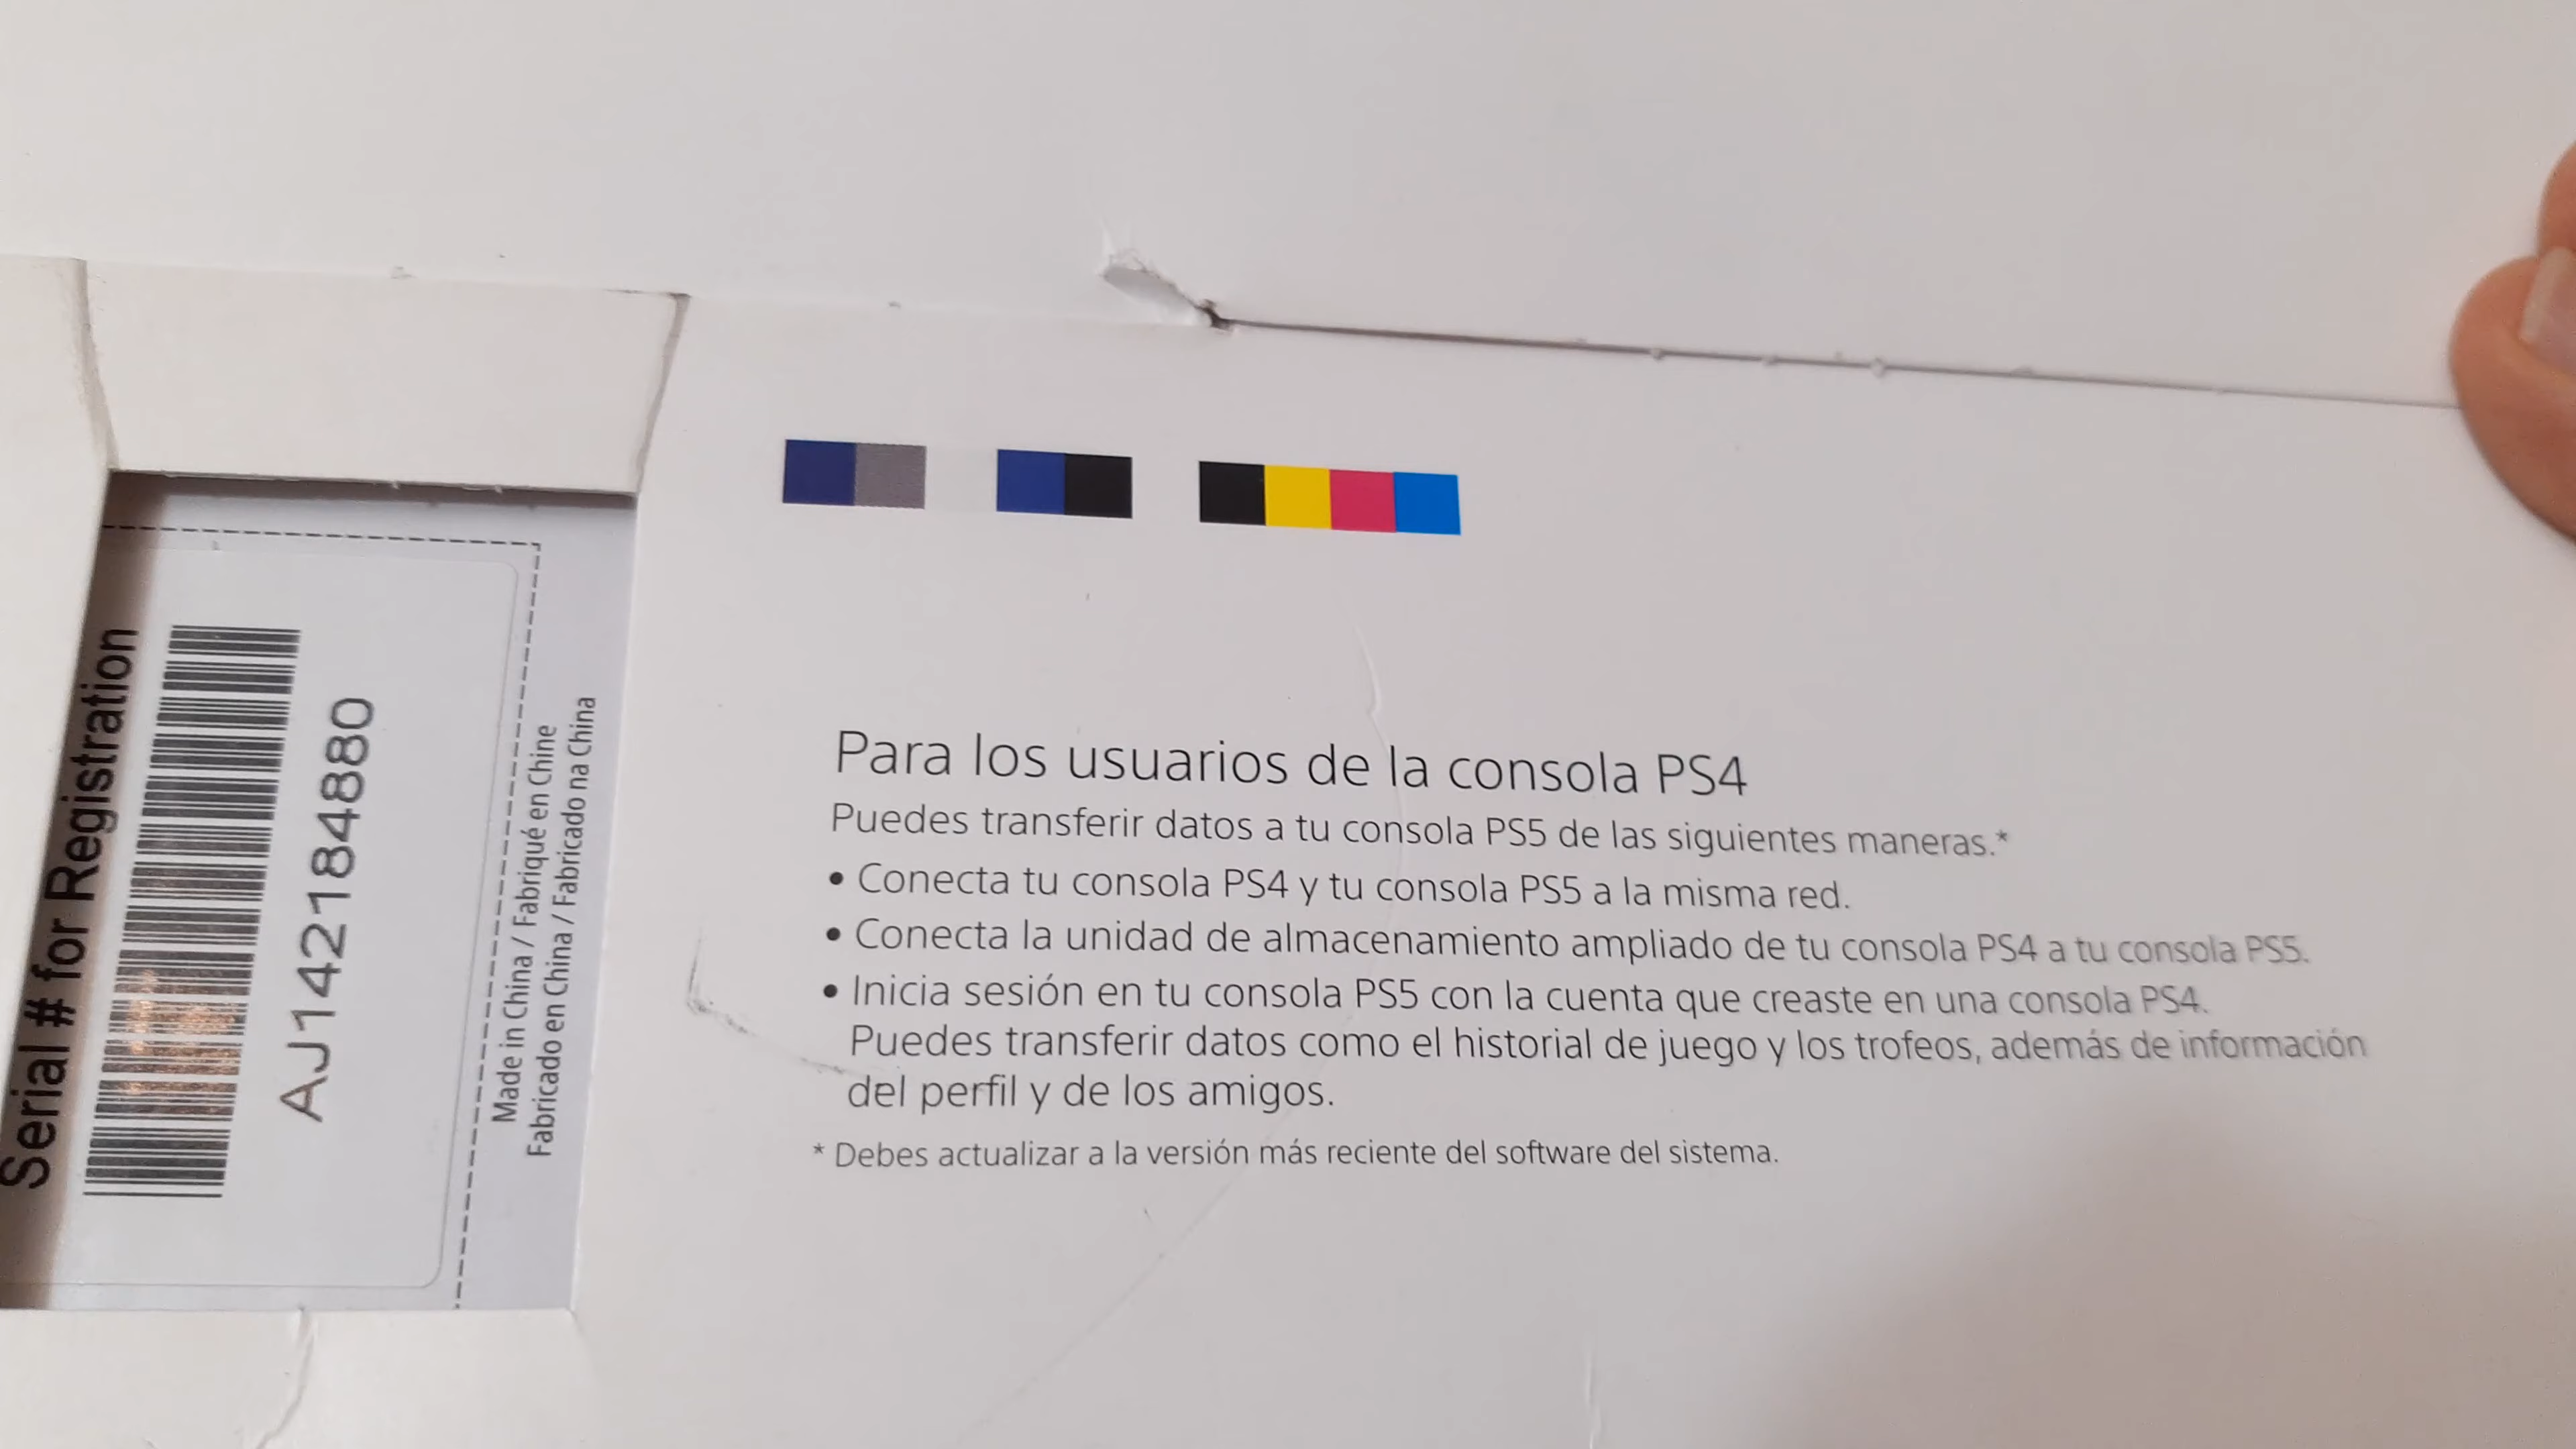 Serial # for Registration
AJ142184880
Made in China / Fabriqué en Chine
Fabricado en China / Fabricado na China
Para los usuarios de la consola PS4
Puedes transferir datos a tu consola PS5 de las siguientes maneras.*
• Conecta tu consola PS4 y tu consola PS5 a la misma red.
• Conecta la unidad de almacenamiento ampliado de tu consola PS4 a tu consola PS5.
• Inicia sesión en tu consola PS5 con la cuenta que creaste en una consola PS4.
Puedes transferir datos como el historial de juego y los trofeos, además de información
del perfil y de los amigos.
* Debes actualizar a la versión más reciente del software del sistema.